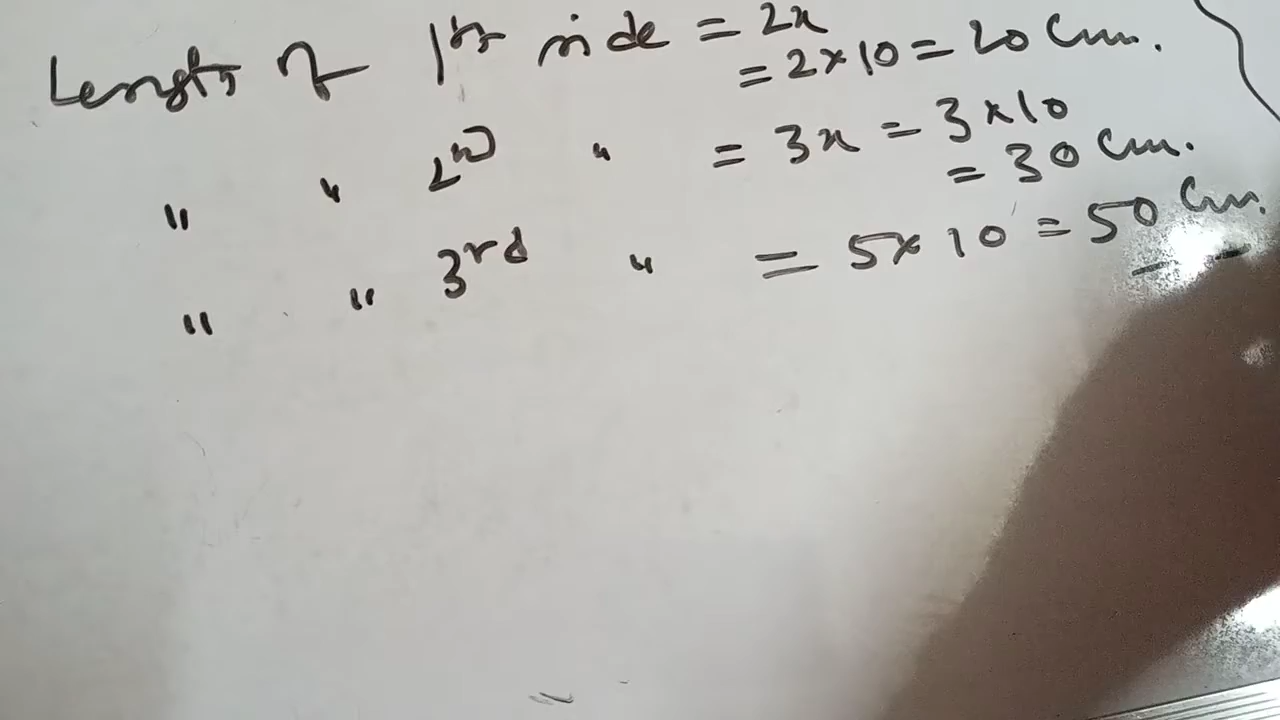 Length of 1st side = 2x
= 2×10 = 20 cm.
" " 2nd " = 3x = 3×10
= 30 cm.
" " 3rd " = 5×10 = 50 cm.